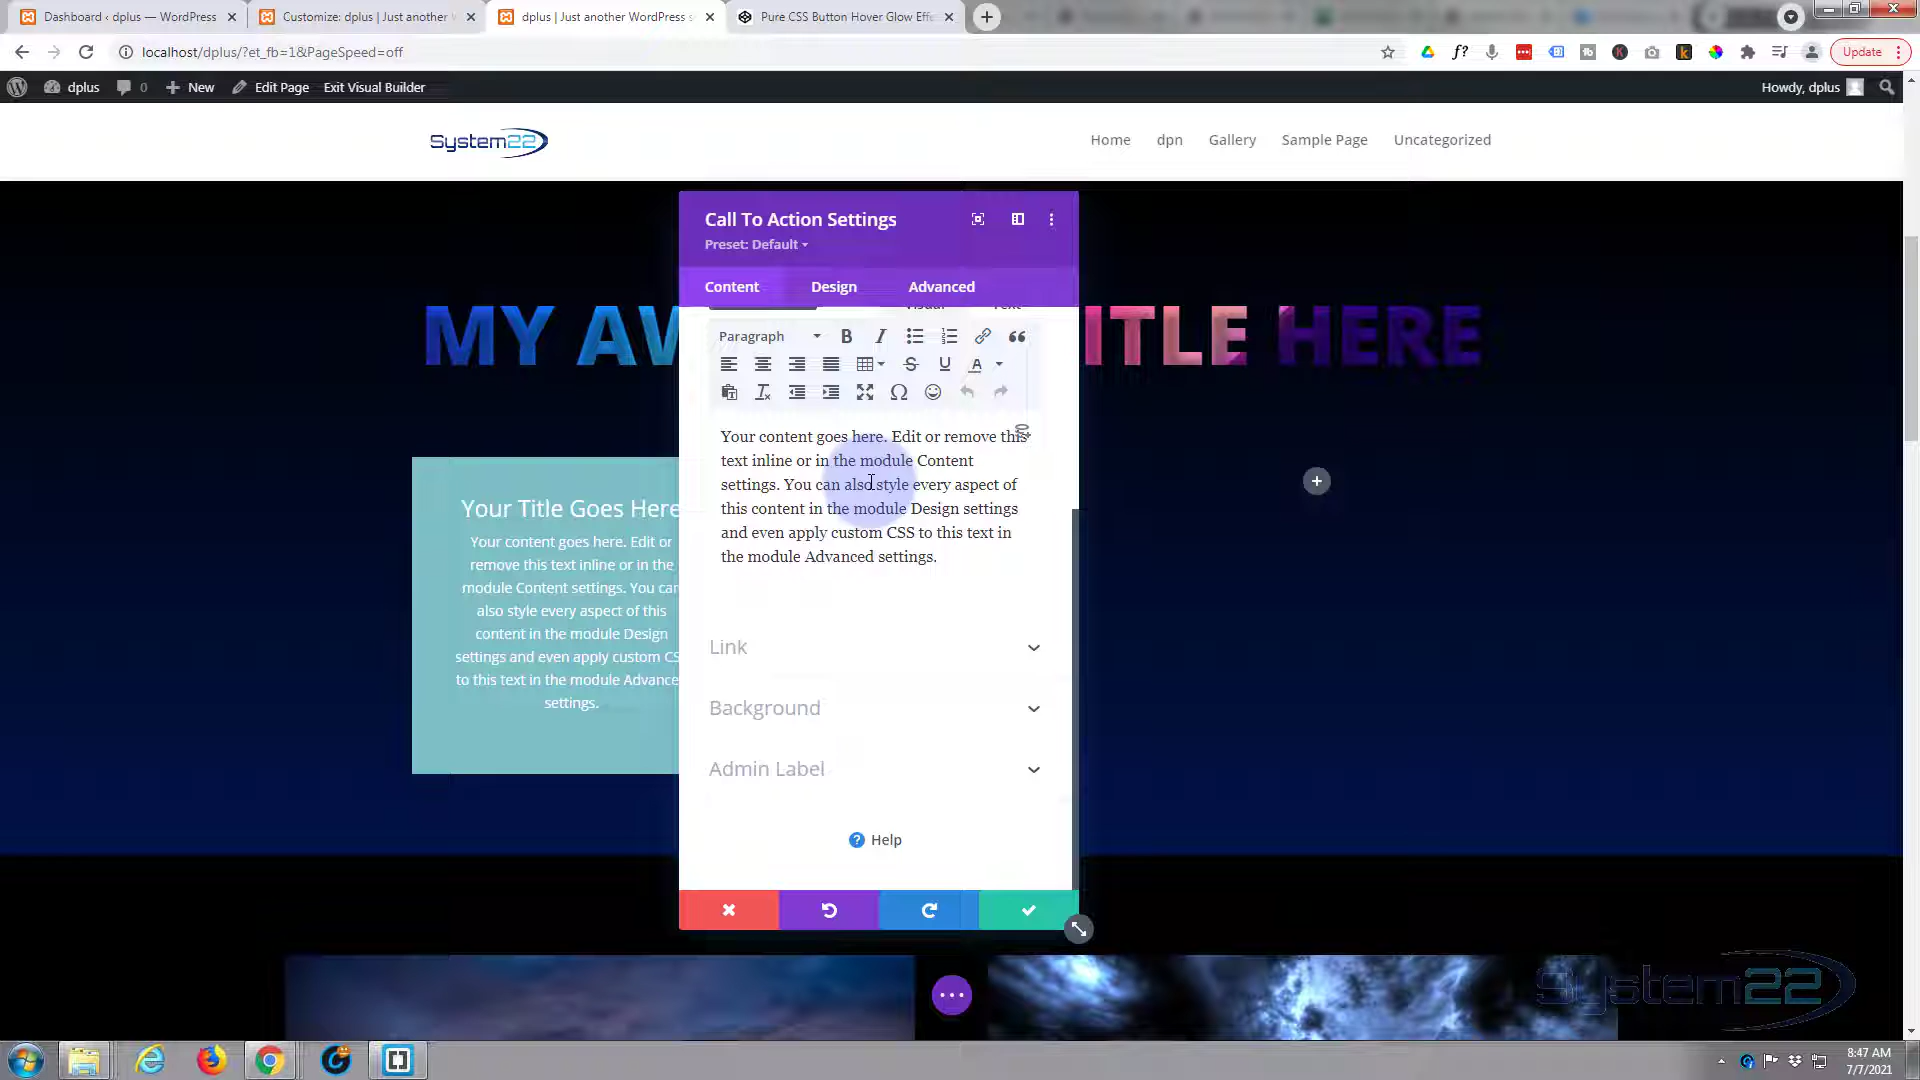 Dashboard ‹ dplus — WordPress
Customize: dplus | Just another W
dplus | Just another WordPress s
Pure CSS Button Hover Glow Effe
localhost/dplus/?et_fb=1&PageSpeed=off
Update
dplus
0
New
Edit Page
Exit Visual Builder
Howdy, dplus
System22
Home
dpn
Gallery
Sample Page
Uncategorized
Call To Action Settings
Preset: Default
Content
Design
Advanced
MY AW
ITLE HERE
Paragraph
Your content goes here. Edit or remove this
text inline or in the module Content
settings. You can also style every aspect of
this content in the module Design settings
and even apply custom CSS to this text in
the module Advanced settings.
Your Title Goes Here
Your content goes here. Edit or
remove this text inline or in the
module Content settings. You can
also style every aspect of this
content in the module Design
settings and even apply custom CS
to this text in the module Advance
settings.
Link
Background
Admin Label
Help
System22
8:47 AM
7/7/2021